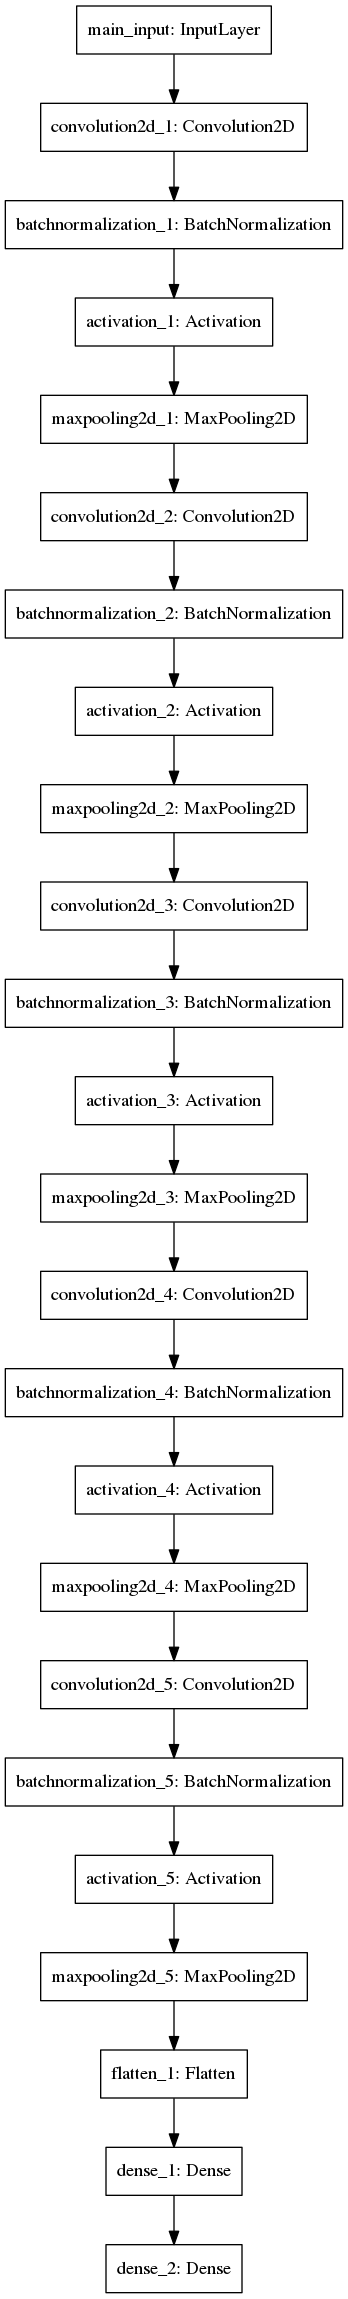 main_input: InputLayer
convolution2d_1: Convolution2D
batchnormalization_1: BatchNormalization
activation_1: Activation
maxpooling2d_1: MaxPooling2D
convolution2d_2: Convolution2D
batchnormalization_2: BatchNormalization
activation_2: Activation
maxpooling2d_2: MaxPooling2D
convolution2d_3: Convolution2D
batchnormalization_3: BatchNormalization
activation_3: Activation
maxpooling2d_3: MaxPooling2D
convolution2d_4: Convolution2D
batchnormalization_4: BatchNormalization
activation_4: Activation
maxpooling2d_4: MaxPooling2D
convolution2d_5: Convolution2D
batchnormalization_5: BatchNormalization
activation_5: Activation
maxpooling2d_5: MaxPooling2D
flatten_1: Flatten
dense_1: Dense
dense_2: Dense